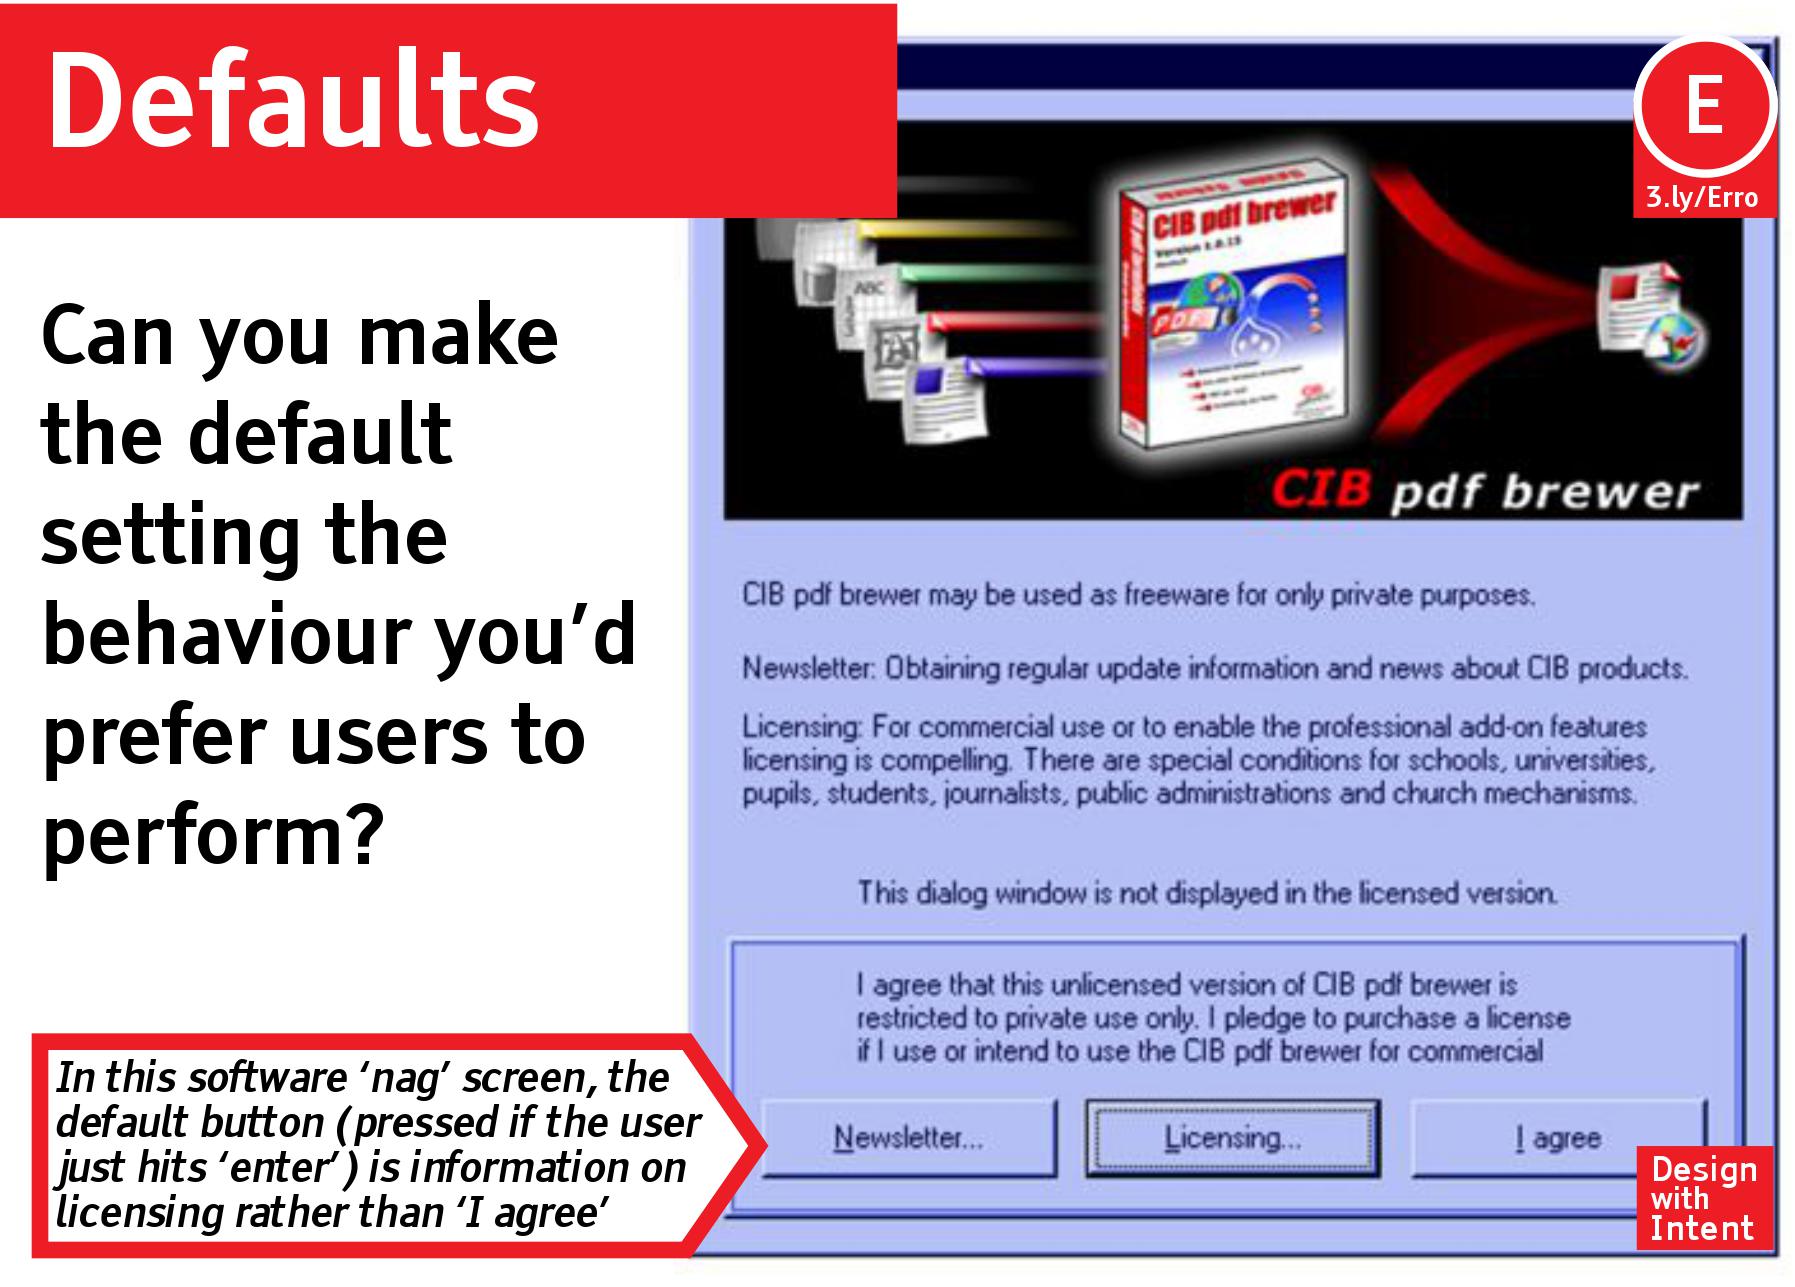 Defaults
E
3.ly/Erro
Can you make
the default
setting the
behaviour you’d
prefer users to
perform?
ABC
CIB pdf brewer
Version 1.0.15
PDF
CIB
CIB pdf brewer
CIB pdf brewer may be used as freeware for only private purposes.
Newsletter: Obtaining regular update information and news about CIB products.
Licensing: For commercial use or to enable the professional add-on features
licensing is compelling. There are special conditions for schools, universities,
pupils, students, journalists, public administrations and church mechanisms.
This dialog window is not displayed in the licensed version.
I agree that this unlicensed version of CIB pdf brewer is
restricted to private use only. I pledge to purchase a license
if I use or intend to use the CIB pdf brewer for commercial
Newsletter...
Licensing...
I agree
In this software ‘nag’ screen, the
default button (pressed if the user
just hits ‘enter’) is information on
licensing rather than ‘I agree’
Design
with
Intent